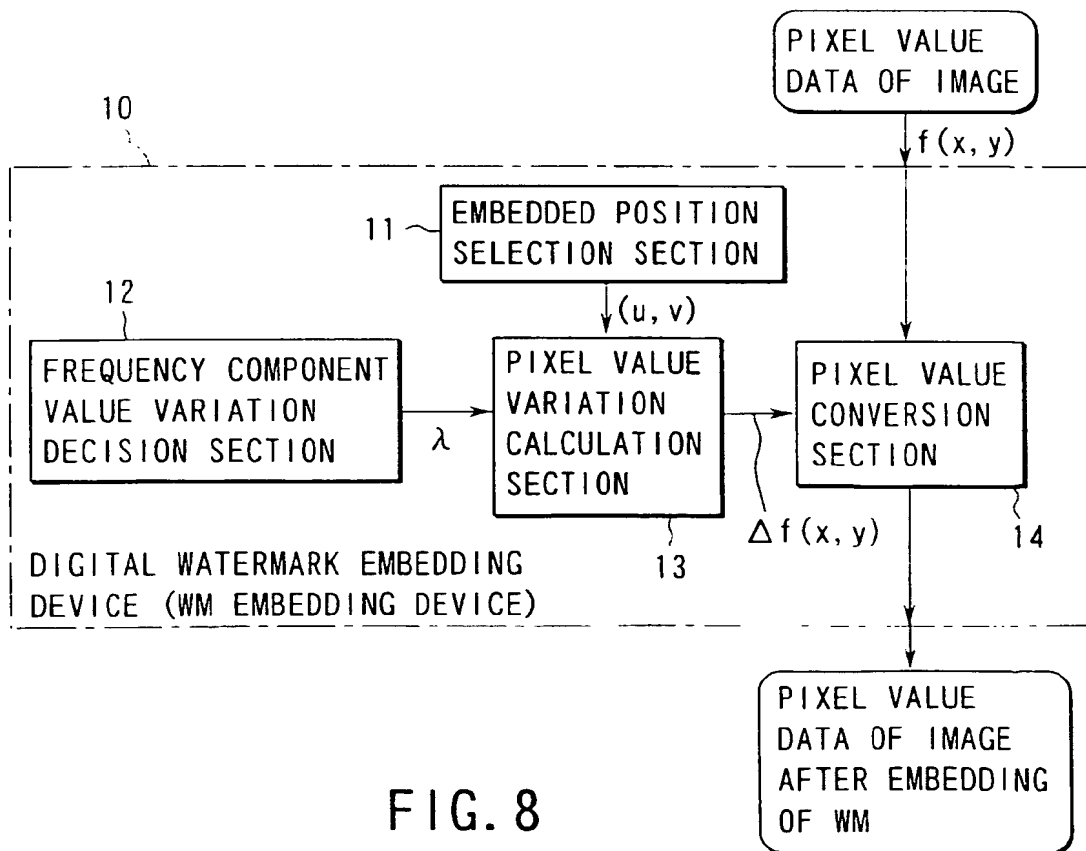 PIXEL VALUE
DATA OF IMAGE
10
f(x, y)
11
EMBEDDED POSITION
SELECTION SECTION
12
(u, v)
FREQUENCY COMPONENT
VALUE VARIATION
DECISION SECTION
λ
PIXEL VALUE
VARIATION
CALCULATION
SECTION
PIXEL VALUE
CONVERSION
SECTION
Δf(x, y)
13
14
DIGITAL WATERMARK EMBEDDING
DEVICE (WM EMBEDDING DEVICE)
PIXEL VALUE
DATA OF IMAGE
AFTER EMBEDDING
OF WM
FIG. 8